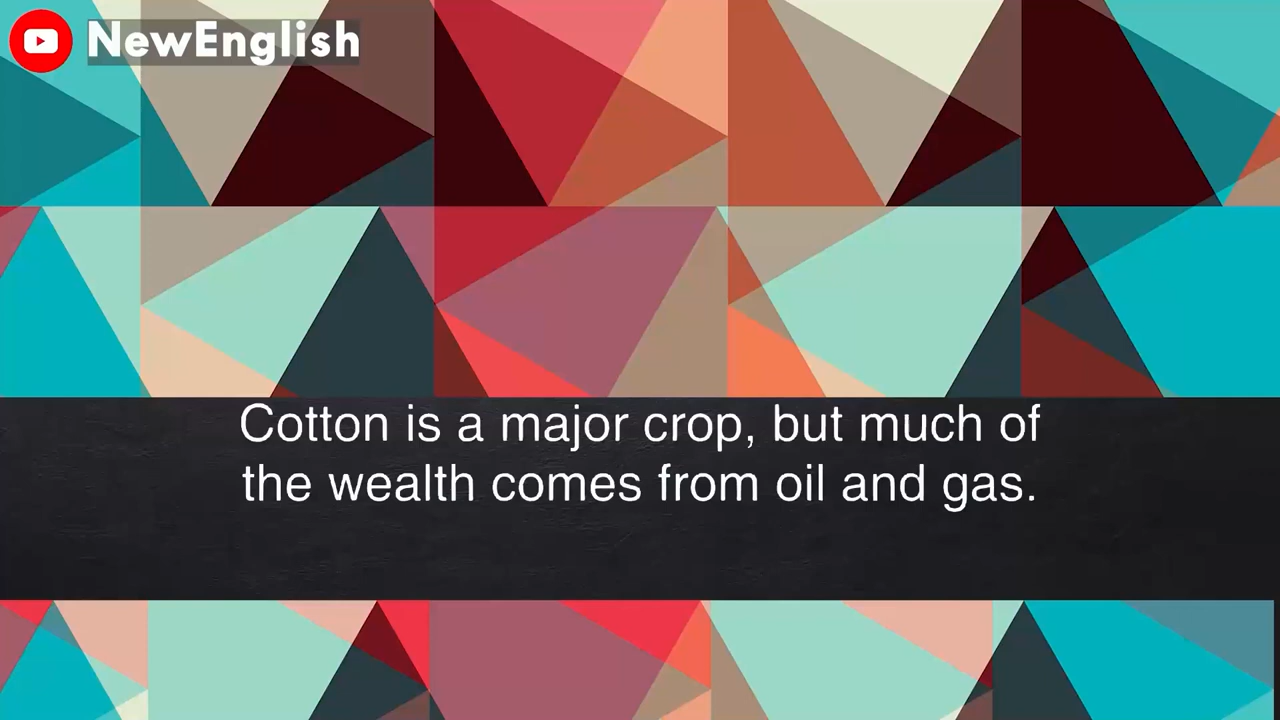 NewEnglish
Cotton is a major crop, but much of
the wealth comes from oil and gas.